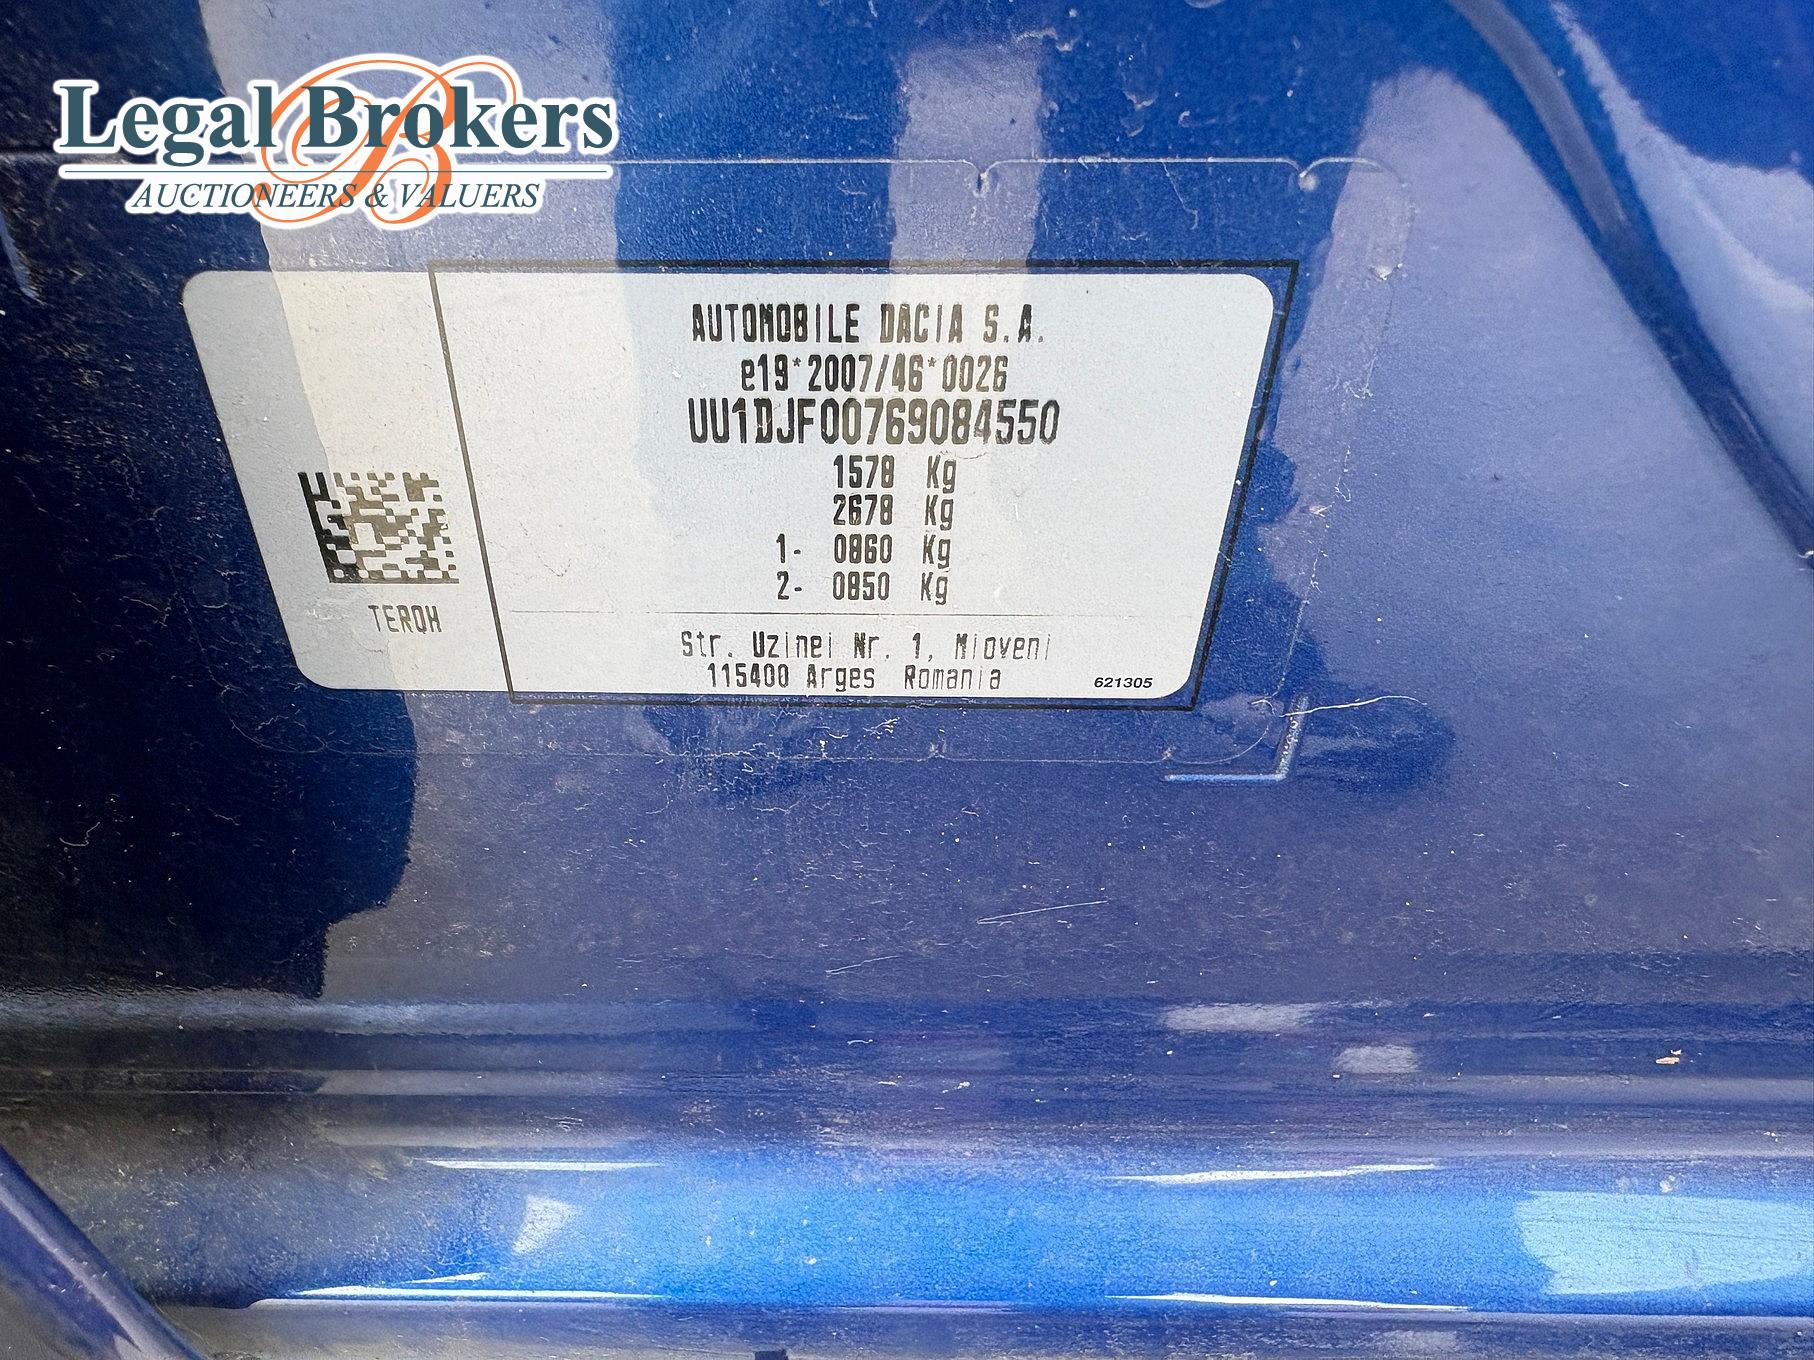 Legal Brokers
AUCTIONEERS & VALUERS
AUTOMOBILE DACIA S.A.
e19*2007/46*0026
UU1DJF00769084550
1578 Kg
2678 Kg
1- 0860 Kg
2- 0850 Kg
TERQH
Str. Uzinei Nr. 1, Mioveni
115400 Arges Romania
621305